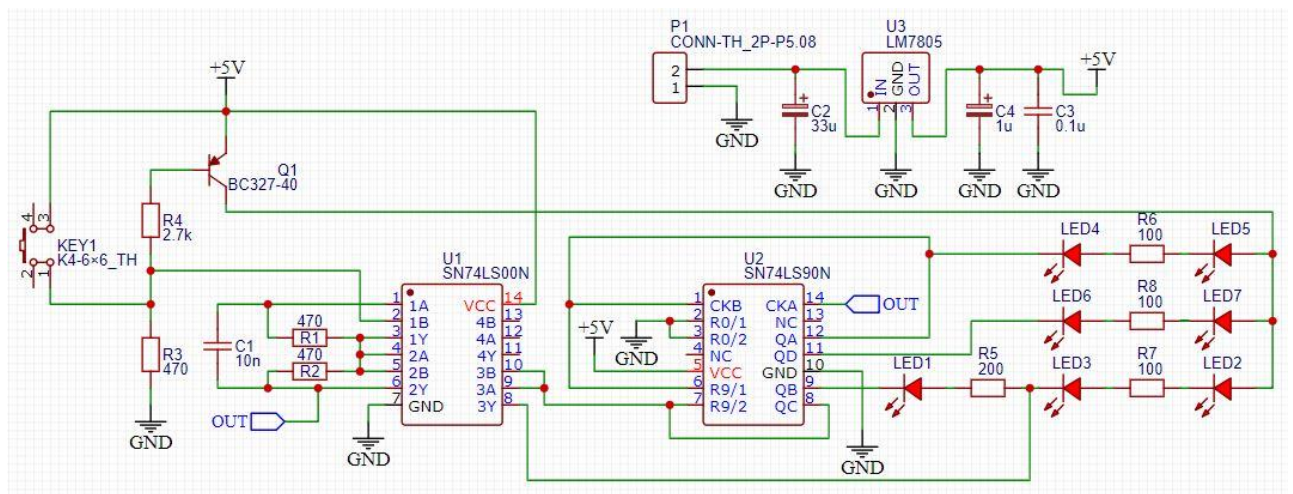 P1
CONN-TH_2P-P5.08
2
1
GND
U3
LM7805
IN
GND
OUT
1
2
3
+5V
C2
33u
C4
1u
C3
0.1u
GND
GND
GND
GND
+5V
Q1
BC327-40
R4
2.7k
4
3
KEY1
K4-6×6_TH
2
1
R3
470
GND
C1
10n
470
R1
470
R2
OUT
GND
U1
SN74LS00N
1 1A VCC 14
2 1B 4B 13
3 1Y 4A 12
4 2A 4Y 11
5 2B 3B 10
6 2Y 3A 9
7 GND 3Y 8
+5V
GND
U2
SN74LS90N
1 CKB CKA 14
2 R0/1 NC 13
3 R0/2 QA 12
4 NC QD 11
5 VCC GND 10
6 R9/1 QB 9
7 R9/2 QC 8
OUT
GND
LED4
R6
100
LED5
LED6
R8
100
LED7
LED1
R5
200
LED3
R7
100
LED2